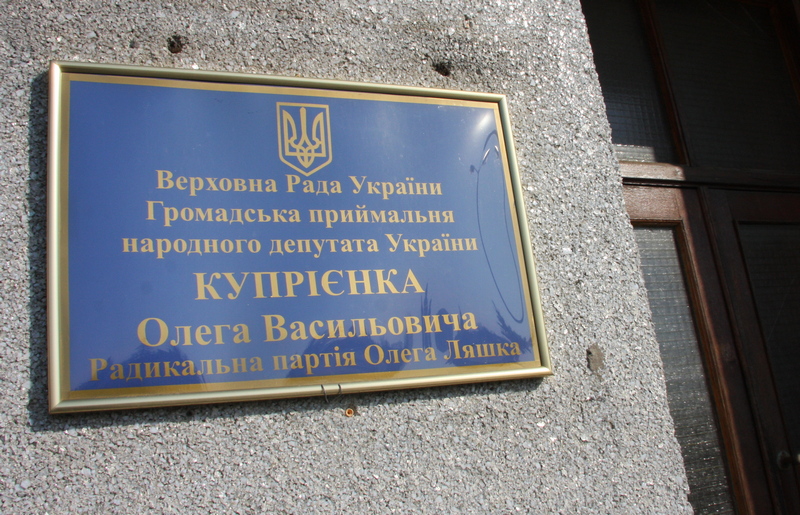 Верховна Рада України
Громадська приймальня
народного депутата України
КУПРІЄНКА
Олега Васильовича
Радикальна партія Олега Ляшка